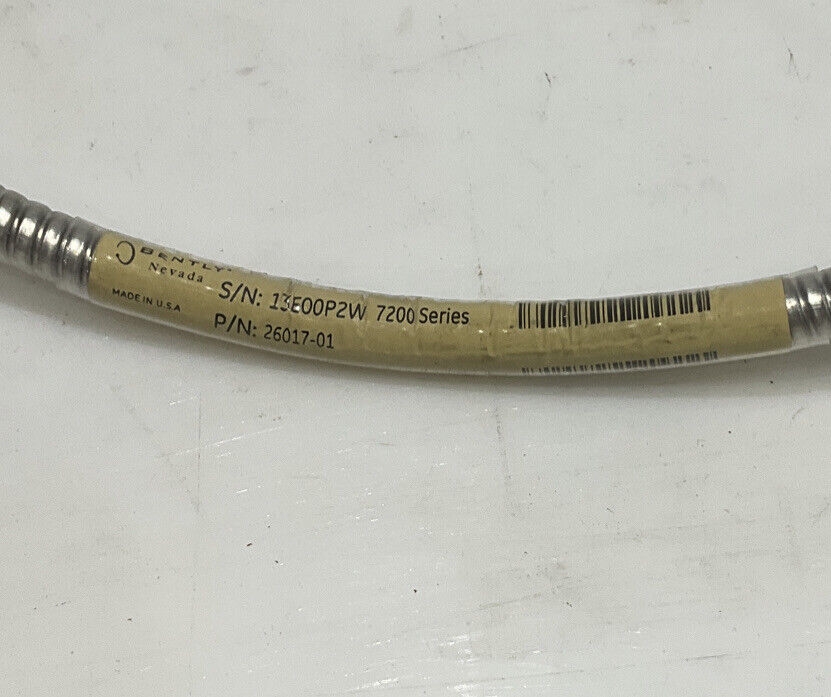 BENTLY
Nevada
MADE IN U.S.A
S/N: 13E00P2W 7200 Series
P/N: 26017-01